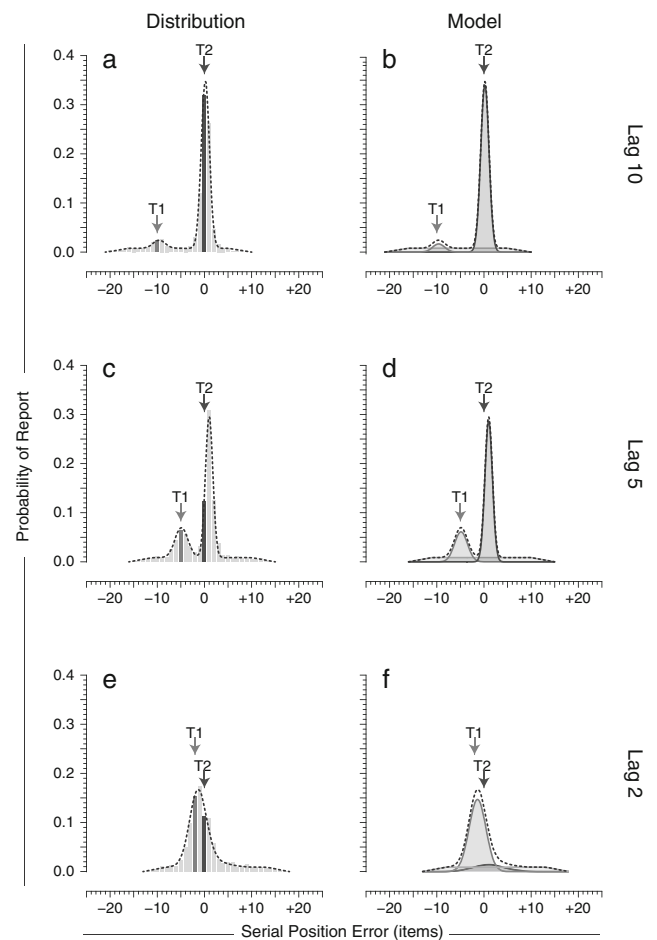 Distribution
Model
a
T2
T1
0.4
0.3
0.2
0.1
0.0
−20 −10 0 +10 +20
b
T2
T1
−20 −10 0 +10 +20
Lag 10
c
T2
T1
0.4
0.3
0.2
0.1
0.0
−20 −10 0 +10 +20
d
T2
T1
−20 −10 0 +10 +20
Lag 5
Probability of Report
e
T1
T2
0.4
0.3
0.2
0.1
0.0
−20 −10 0 +10 +20
f
T1
T2
−20 −10 0 +10 +20
Lag 2
Serial Position Error (items)